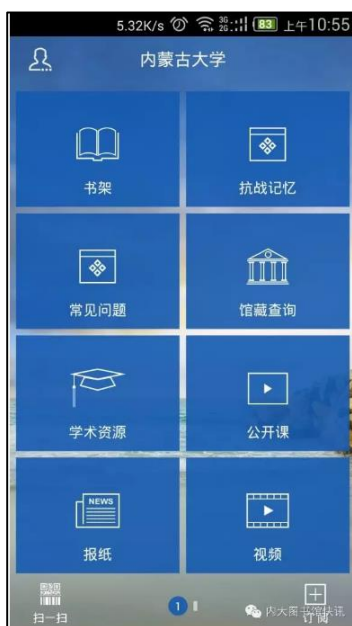 5.32K/s 3G 2G 83 上午10:55
内蒙古大学
书架 抗战记忆
常见问题 馆藏查询
学术资源 公开课
NEWS
报纸 视频
扫一扫 1 订阅
内大图书馆快讯